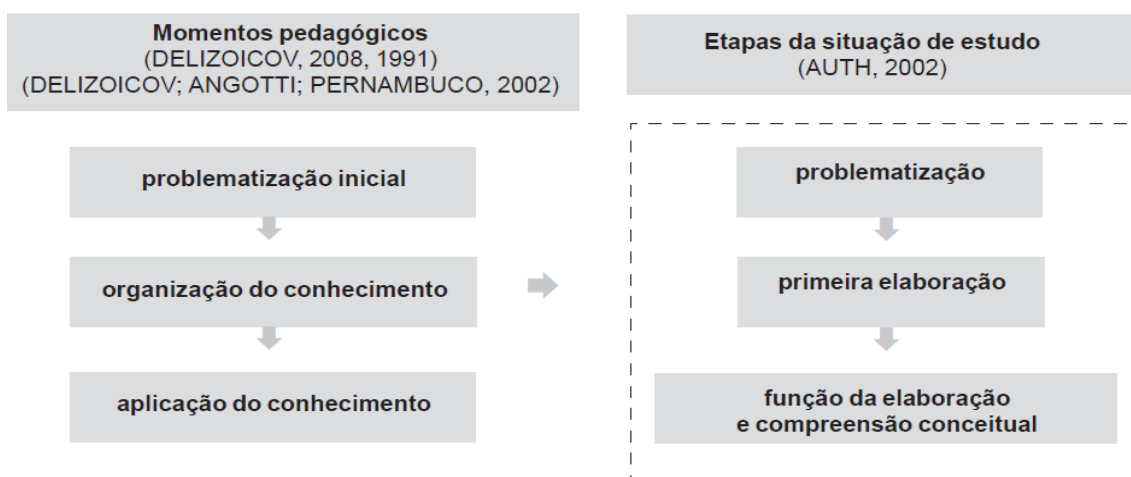 Momentos pedagógicos
(DELIZOICOV, 2008, 1991)
(DELIZOICOV; ANGOTTI; PERNAMBUCO, 2002)
problematização inicial
organização do conhecimento
aplicação do conhecimento
Etapas da situação de estudo
(AUTH, 2002)
problematização
primeira elaboração
função da elaboração
e compreensão conceitual